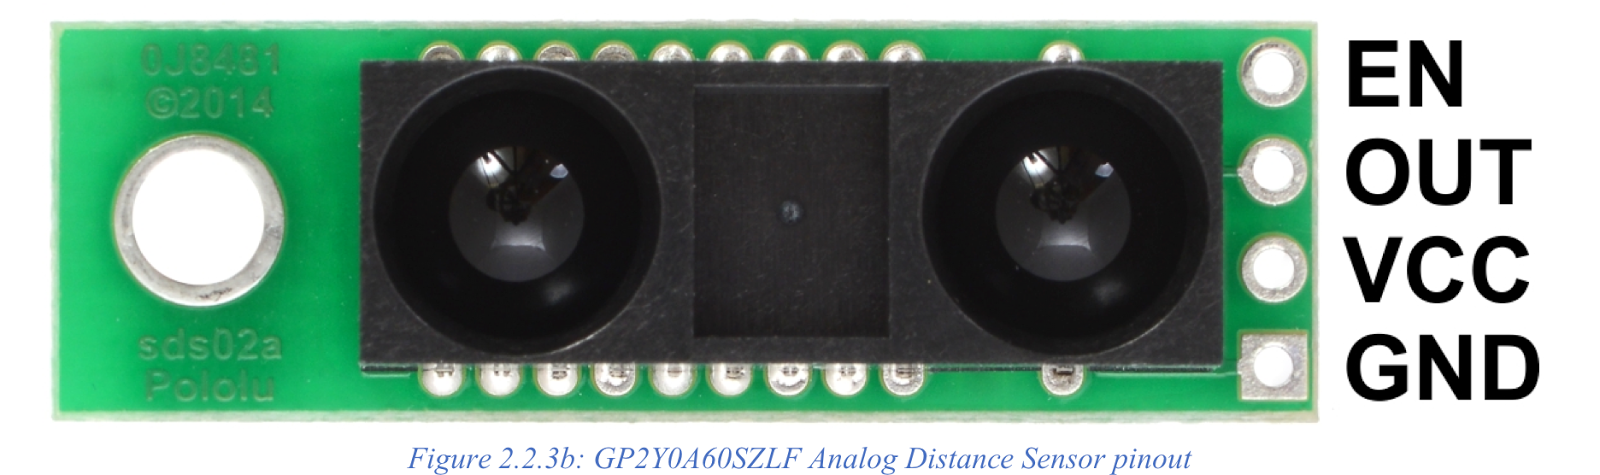 0J8481
©2014
sds02a
Pololu
EN
OUT
VCC
GND
Figure 2.2.3b: GP2Y0A60SZLF Analog Distance Sensor pinout